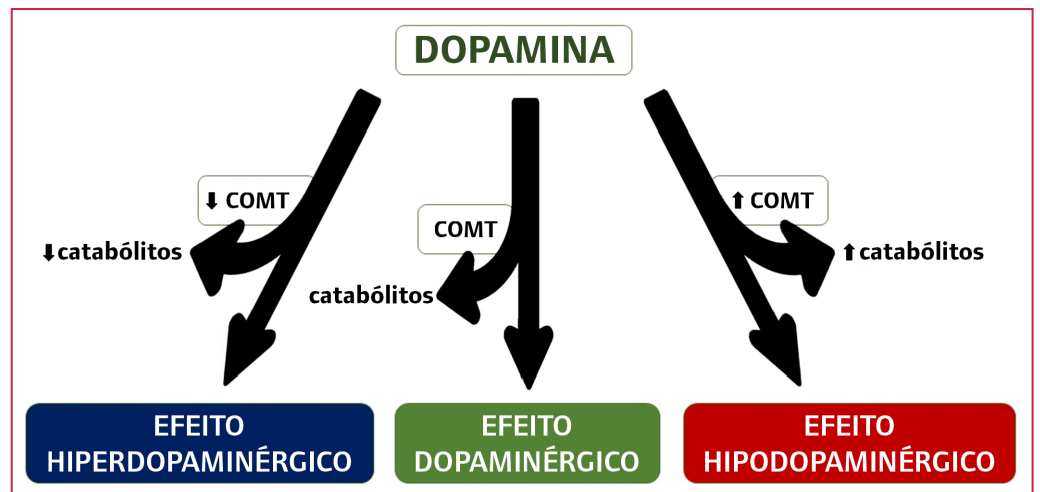 DOPAMINA
⬇ COMT
⬆ COMT
COMT
⬇catabólitos
⬆catabólitos
catabólitos
EFEITO
HIPERDOPAMINÉRGICO
EFEITO
DOPAMINÉRGICO
EFEITO
HIPODOPAMINÉRGICO